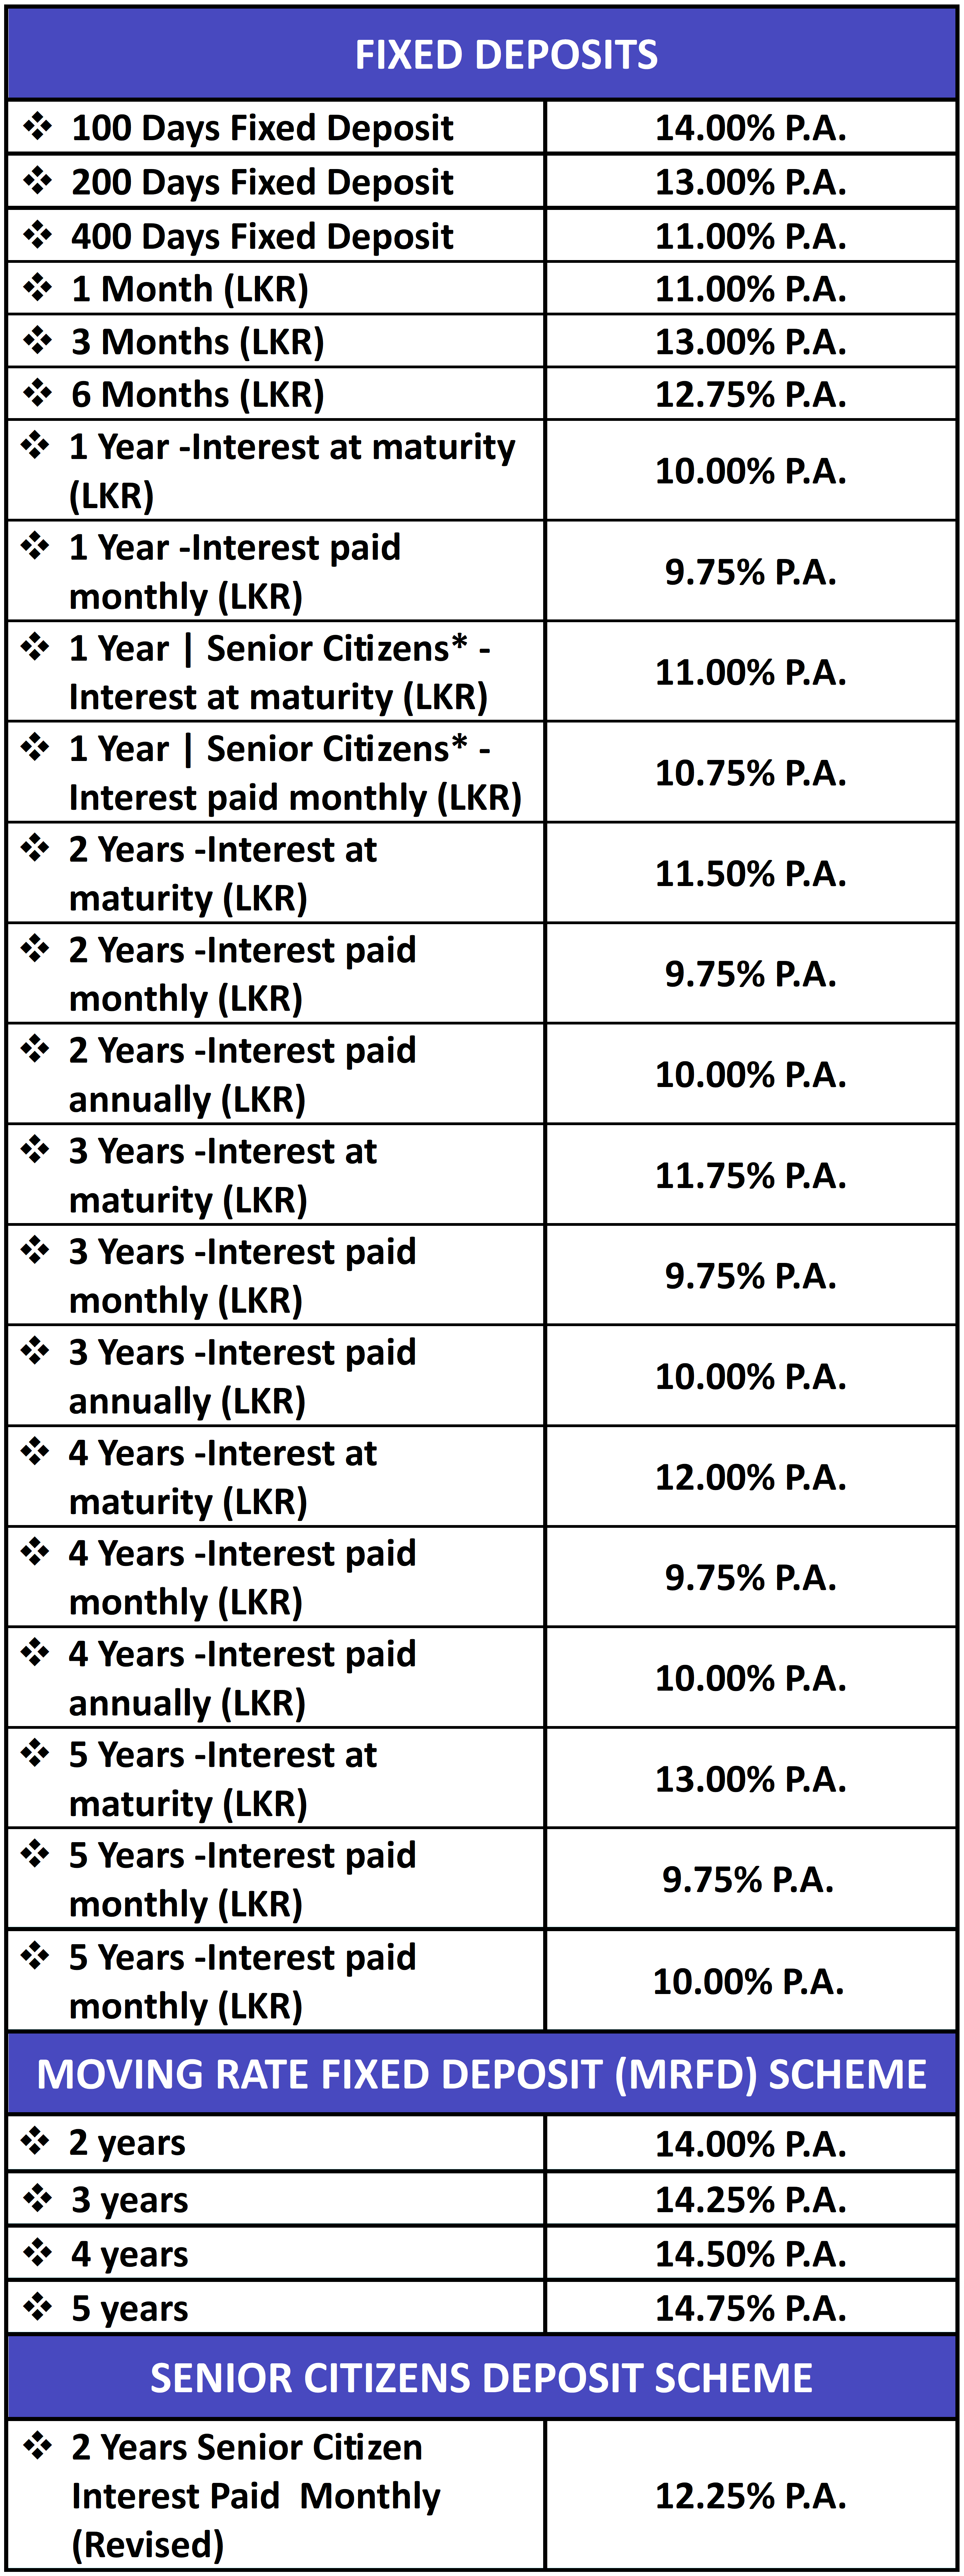 FIXED DEPOSITS
❖ 100 Days Fixed Deposit 14.00% P.A.
❖ 200 Days Fixed Deposit 13.00% P.A.
❖ 400 Days Fixed Deposit 11.00% P.A.
❖ 1 Month (LKR) 11.00% P.A.
❖ 3 Months (LKR) 13.00% P.A.
❖ 6 Months (LKR) 12.75% P.A.
❖ 1 Year -Interest at maturity
(LKR) 10.00% P.A.
❖ 1 Year -Interest paid
monthly (LKR) 9.75% P.A.
❖ 1 Year | Senior Citizens* -
Interest at maturity (LKR) 11.00% P.A.
❖ 1 Year | Senior Citizens* -
Interest paid monthly (LKR) 10.75% P.A.
❖ 2 Years -Interest at
maturity (LKR) 11.50% P.A.
❖ 2 Years -Interest paid
monthly (LKR) 9.75% P.A.
❖ 2 Years -Interest paid
annually (LKR) 10.00% P.A.
❖ 3 Years -Interest at
maturity (LKR) 11.75% P.A.
❖ 3 Years -Interest paid
monthly (LKR) 9.75% P.A.
❖ 3 Years -Interest paid
annually (LKR) 10.00% P.A.
❖ 4 Years -Interest at
maturity (LKR) 12.00% P.A.
❖ 4 Years -Interest paid
monthly (LKR) 9.75% P.A.
❖ 4 Years -Interest paid
annually (LKR) 10.00% P.A.
❖ 5 Years -Interest at
maturity (LKR) 13.00% P.A.
❖ 5 Years -Interest paid
monthly (LKR) 9.75% P.A.
❖ 5 Years -Interest paid
monthly (LKR) 10.00% P.A.
MOVING RATE FIXED DEPOSIT (MRFD) SCHEME
❖ 2 years 14.00% P.A.
❖ 3 years 14.25% P.A.
❖ 4 years 14.50% P.A.
❖ 5 years 14.75% P.A.
SENIOR CITIZENS DEPOSIT SCHEME
❖ 2 Years Senior Citizen
Interest Paid Monthly 12.25% P.A.
(Revised)